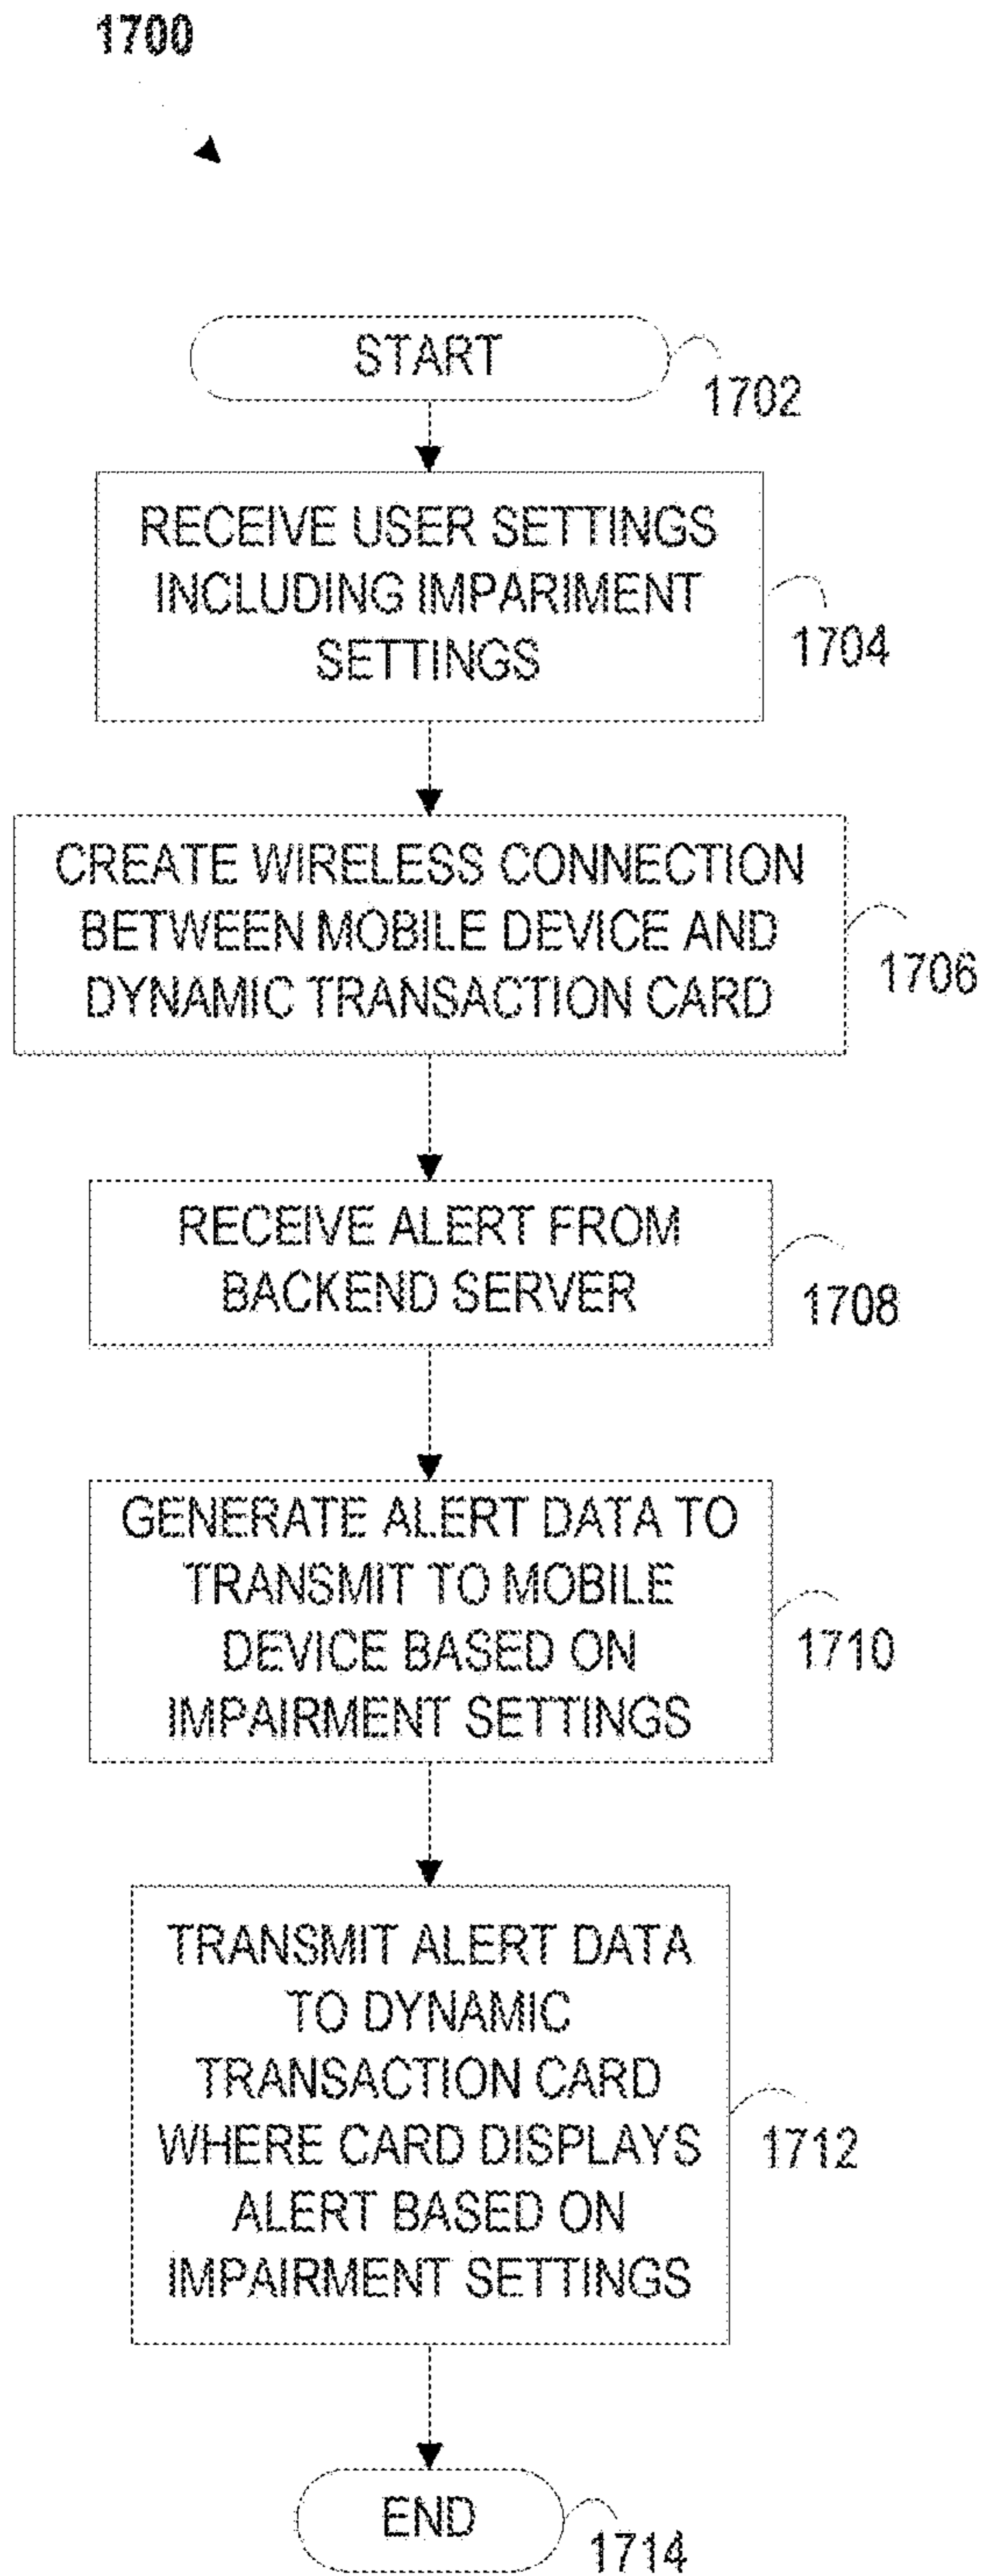 1700
START
1702
RECEIVE USER SETTINGS
INCLUDING IMPARIMENT
SETTINGS
1704
CREATE WIRELESS CONNECTION
BETWEEN MOBILE DEVICE AND
DYNAMIC TRANSACTION CARD
1706
RECEIVE ALERT FROM
BACKEND SERVER
1708
GENERATE ALERT DATA TO
TRANSMIT TO MOBILE
DEVICE BASED ON
IMPAIRMENT SETTINGS
1710
TRANSMIT ALERT DATA
TO DYNAMIC
TRANSACTION CARD
WHERE CARD DISPLAYS
ALERT BASED ON
IMPAIRMENT SETTINGS
1712
END
1714